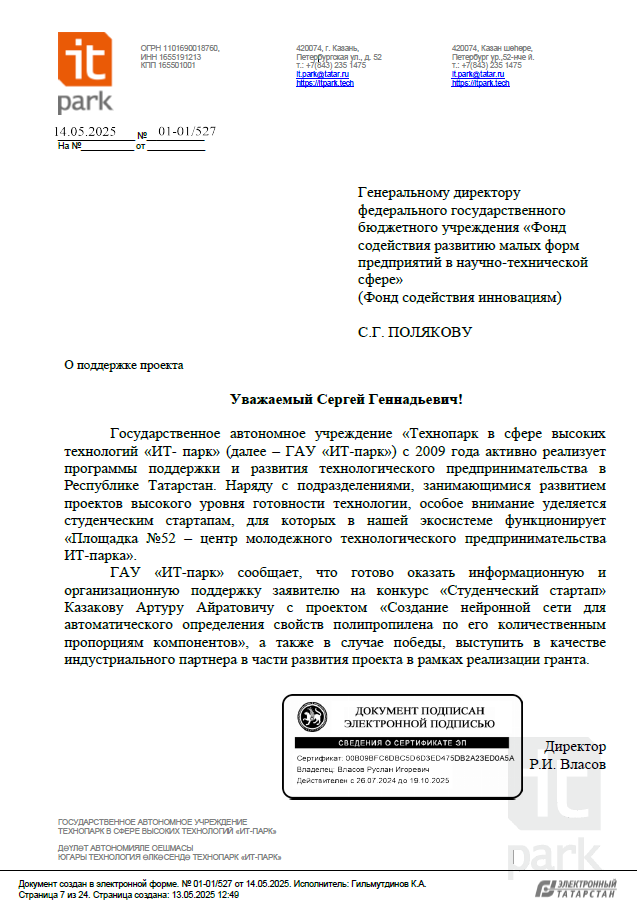 it
park
ОГРН 1101690018760,
ИНН 1655191213
КПП 165501001
420074, г. Казань,
Петербургская ул., д. 52
т.: +7(843) 235 1475
it.park@tatar.ru
https://itpark.tech
420074, Казан шәһәре,
Петербург ур.,52-нче й.
т.: +7(843) 235 1475
it.park@tatar.ru
https://itpark.tech
14.05.2025 № 01-01/527
На №__________ от ____________
Генеральному директору
федерального государственного
бюджетного учреждения «Фонд
содействия развитию малых форм
предприятий в научно-технической
сфере»
(Фонд содействия инновациям)
С.Г. ПОЛЯКОВУ
О поддержке проекта
Уважаемый Сергей Геннадьевич!
Государственное автономное учреждение «Технопарк в сфере высоких
технологий «ИТ- парк» (далее – ГАУ «ИТ-парк») с 2009 года активно реализует
программы поддержки и развития технологического предпринимательства в
Республике Татарстан. Наряду с подразделениями, занимающимися развитием
проектов высокого уровня готовности технологии, особое внимание уделяется
студенческим стартапам, для которых в нашей экосистеме функционирует
«Площадка №52 – центр молодежного технологического предпринимательства
ИТ-парка».
ГАУ «ИТ-парк» сообщает, что готово оказать информационную и
организационную поддержку заявителю на конкурс «Студенческий стартап»
Казакову Артуру Айратовичу с проектом «Создание нейронной сети для
автоматического определения свойств полипропилена по его количественным
пропорциям компонентов», а также в случае победы, выступить в качестве
индустриального партнера в части развития проекта в рамках реализации гранта.
ДОКУМЕНТ ПОДПИСАН
ЭЛЕКТРОННОЙ ПОДПИСЬЮ
СВЕДЕНИЯ О СЕРТИФИКАТЕ ЭП
Сертификат: 00B09BFC6DBC5D6D3ED475DB2A23ED0A5A
Владелец: Власов Руслан Игоревич
Действителен с 26.07.2024 до 19.10.2025
Директор
Р.И. Власов
it
park
ГОСУДАРСТВЕННОЕ АВТОНОМНОЕ УЧРЕЖДЕНИЕ
ТЕХНОПАРК В СФЕРЕ ВЫСОКИХ ТЕХНОЛОГИЙ «ИТ-ПАРК»
ДӘҮЛӘТ АВТОНОМИЯЛЕ ОЕШМАСЫ
ЮГАРЫ ТЕХНОЛОГИЯ ӨЛКӘСЕНДӘ ТЕХНОПАРК «ИТ-ПАРК»
Документ создан в электронной форме. № 01-01/527 от 14.05.2025. Исполнитель: Гильмутдинов К.А.
Страница 7 из 24. Страница создана: 13.05.2025 12:49
ЭЛЕКТРОННЫЙ
ТАТАРСТАН